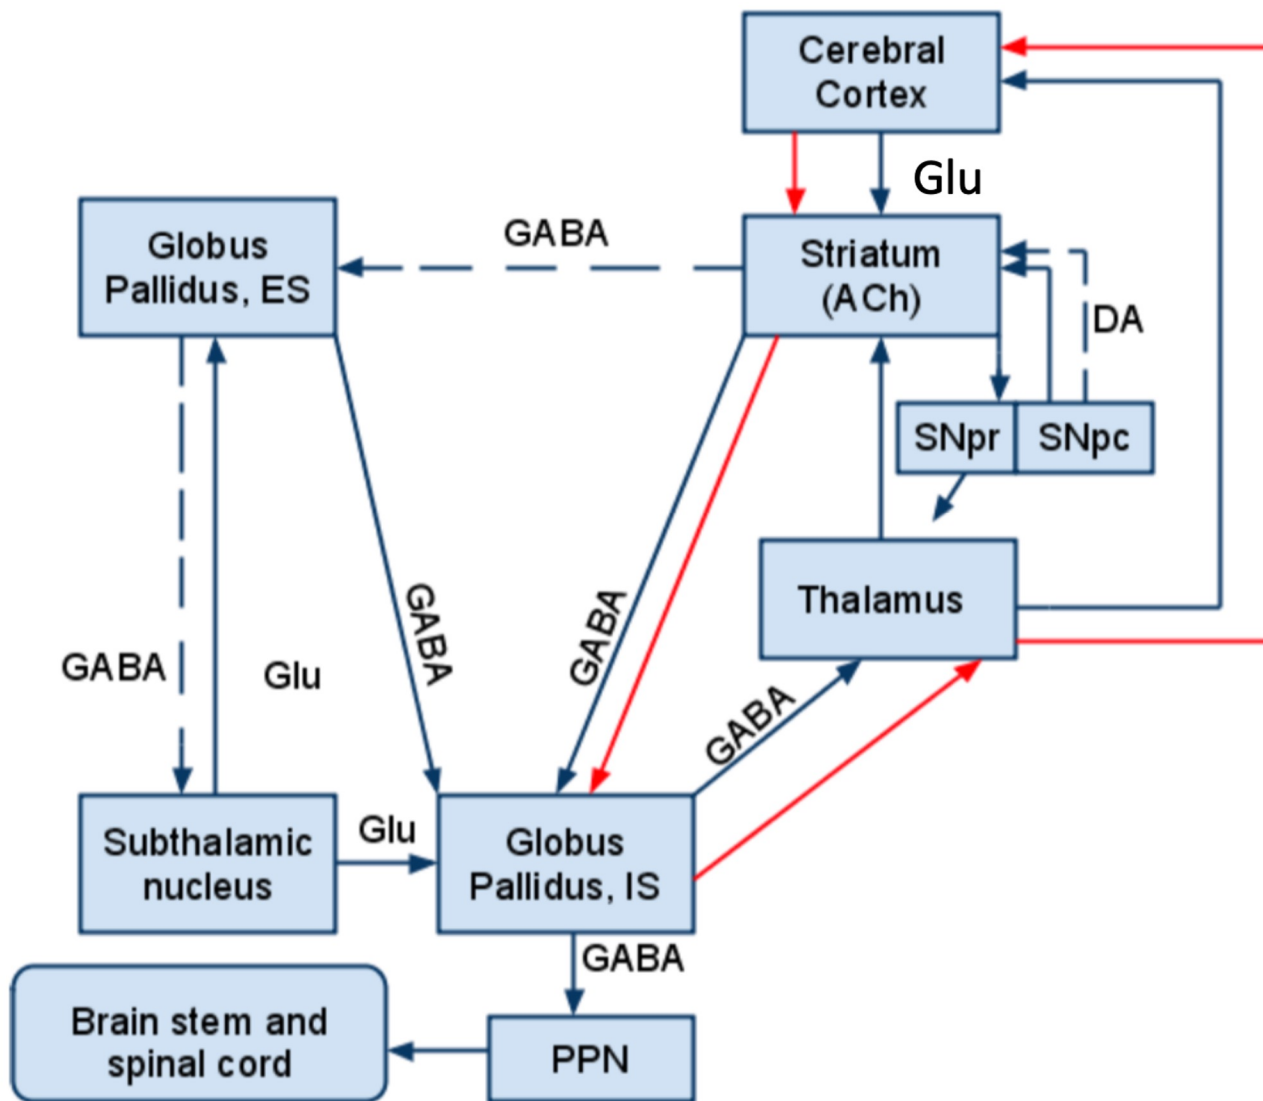 Cerebral
Cortex
Glu
Globus
Pallidus, ES
GABA
Striatum
(ACh)
DA
SNpr
SNpc
Thalamus
GABA
Glu
GABA
GABA
GABA
Subthalamic
nucleus
Glu
Globus
Pallidus, IS
GABA
Brain stem and
spinal cord
PPN